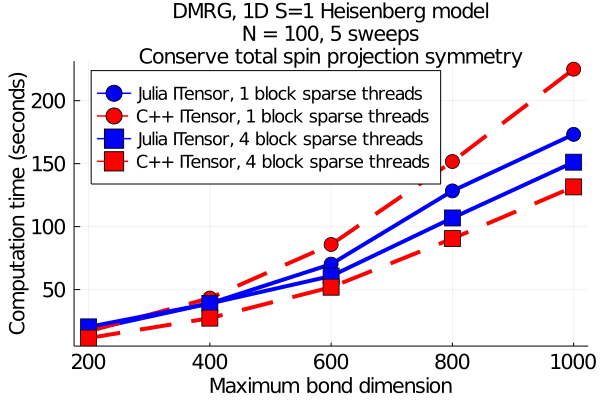 DMRG, 1D S=1 Heisenberg model
N = 100, 5 sweeps
Conserve total spin projection symmetry
Julia ITensor, 1 block sparse threads
C++ ITensor, 1 block sparse threads
Julia ITensor, 4 block sparse threads
C++ ITensor, 4 block sparse threads
Computation time (seconds)
200
150
100
50
200 400 600 800 1000
Maximum bond dimension